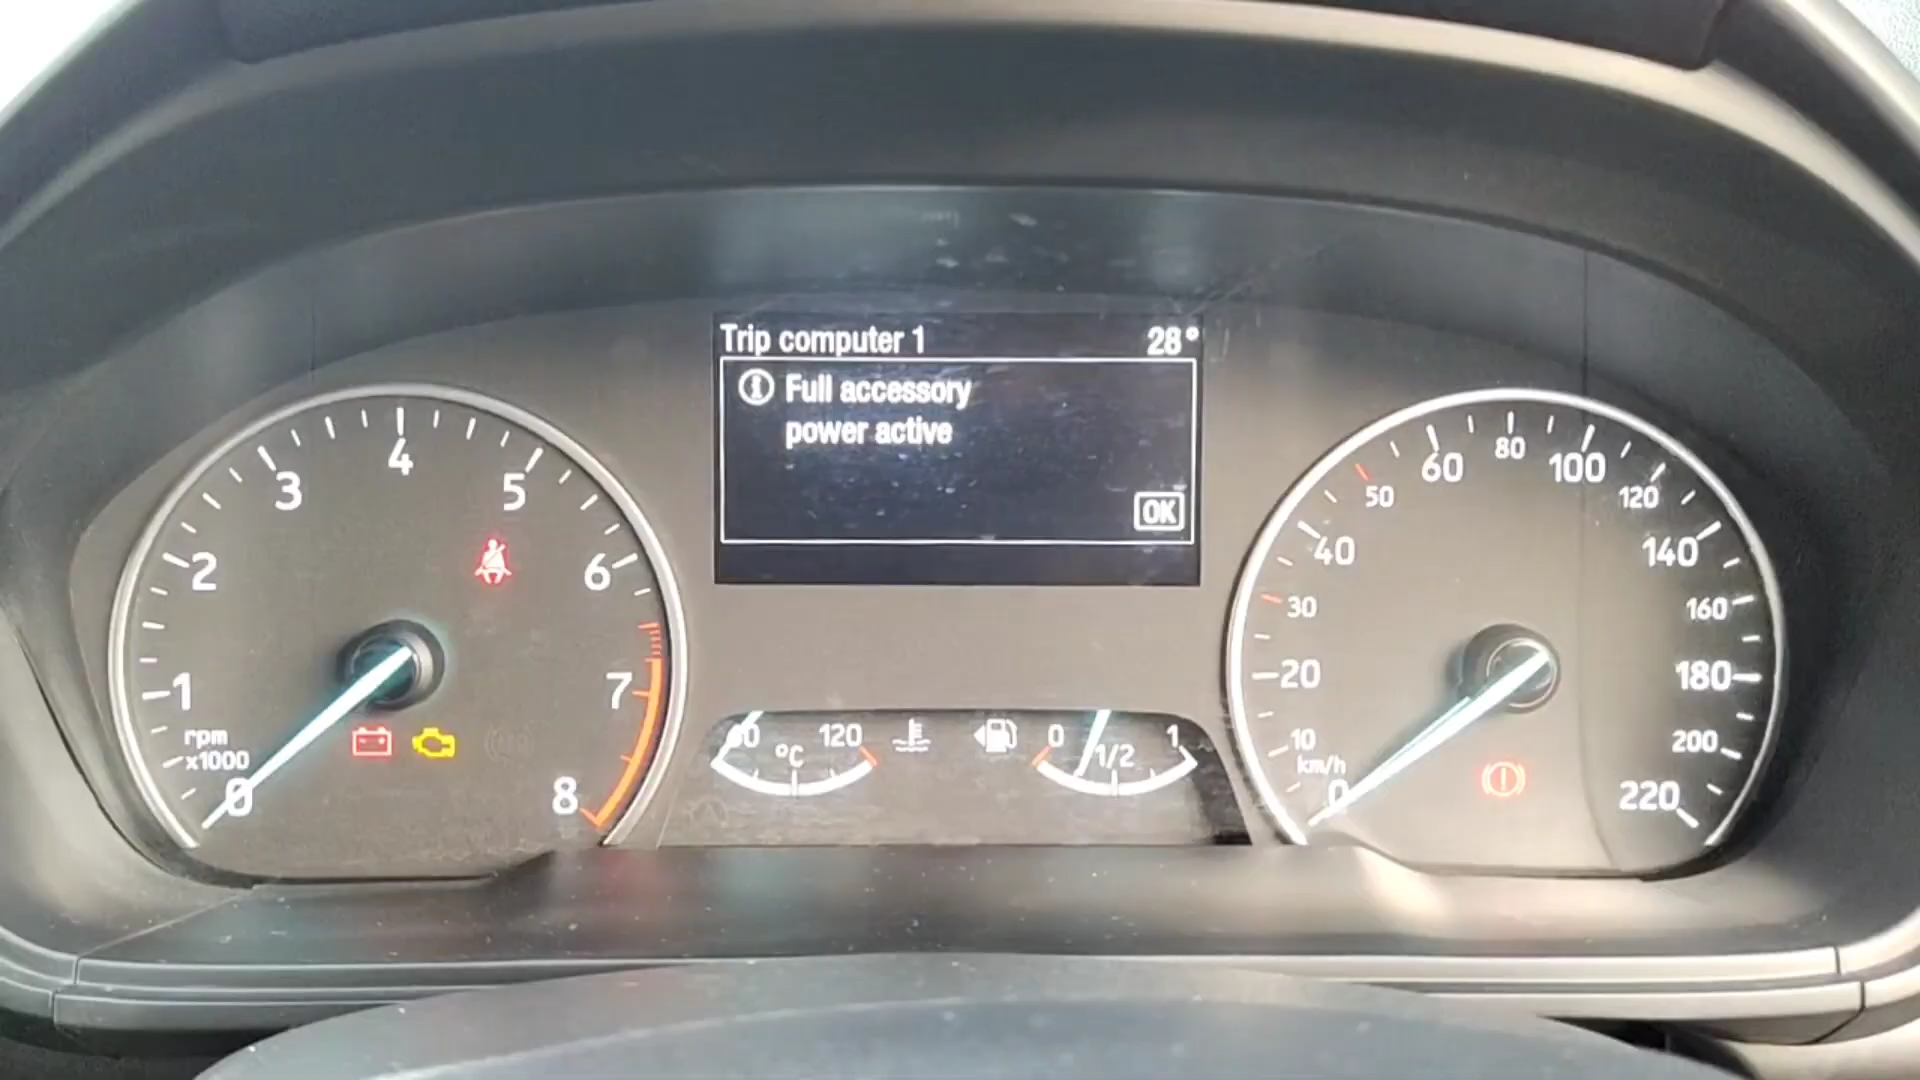 Trip computer 1 28°
Full accessory
power active
OK
0 1 2 3 4 5 6 7 8
rpm
x1000
60 120
°C
0 1/2 1
0 10 20 30 40 50 60 80 100 120 140 160 180 200 220
km/h